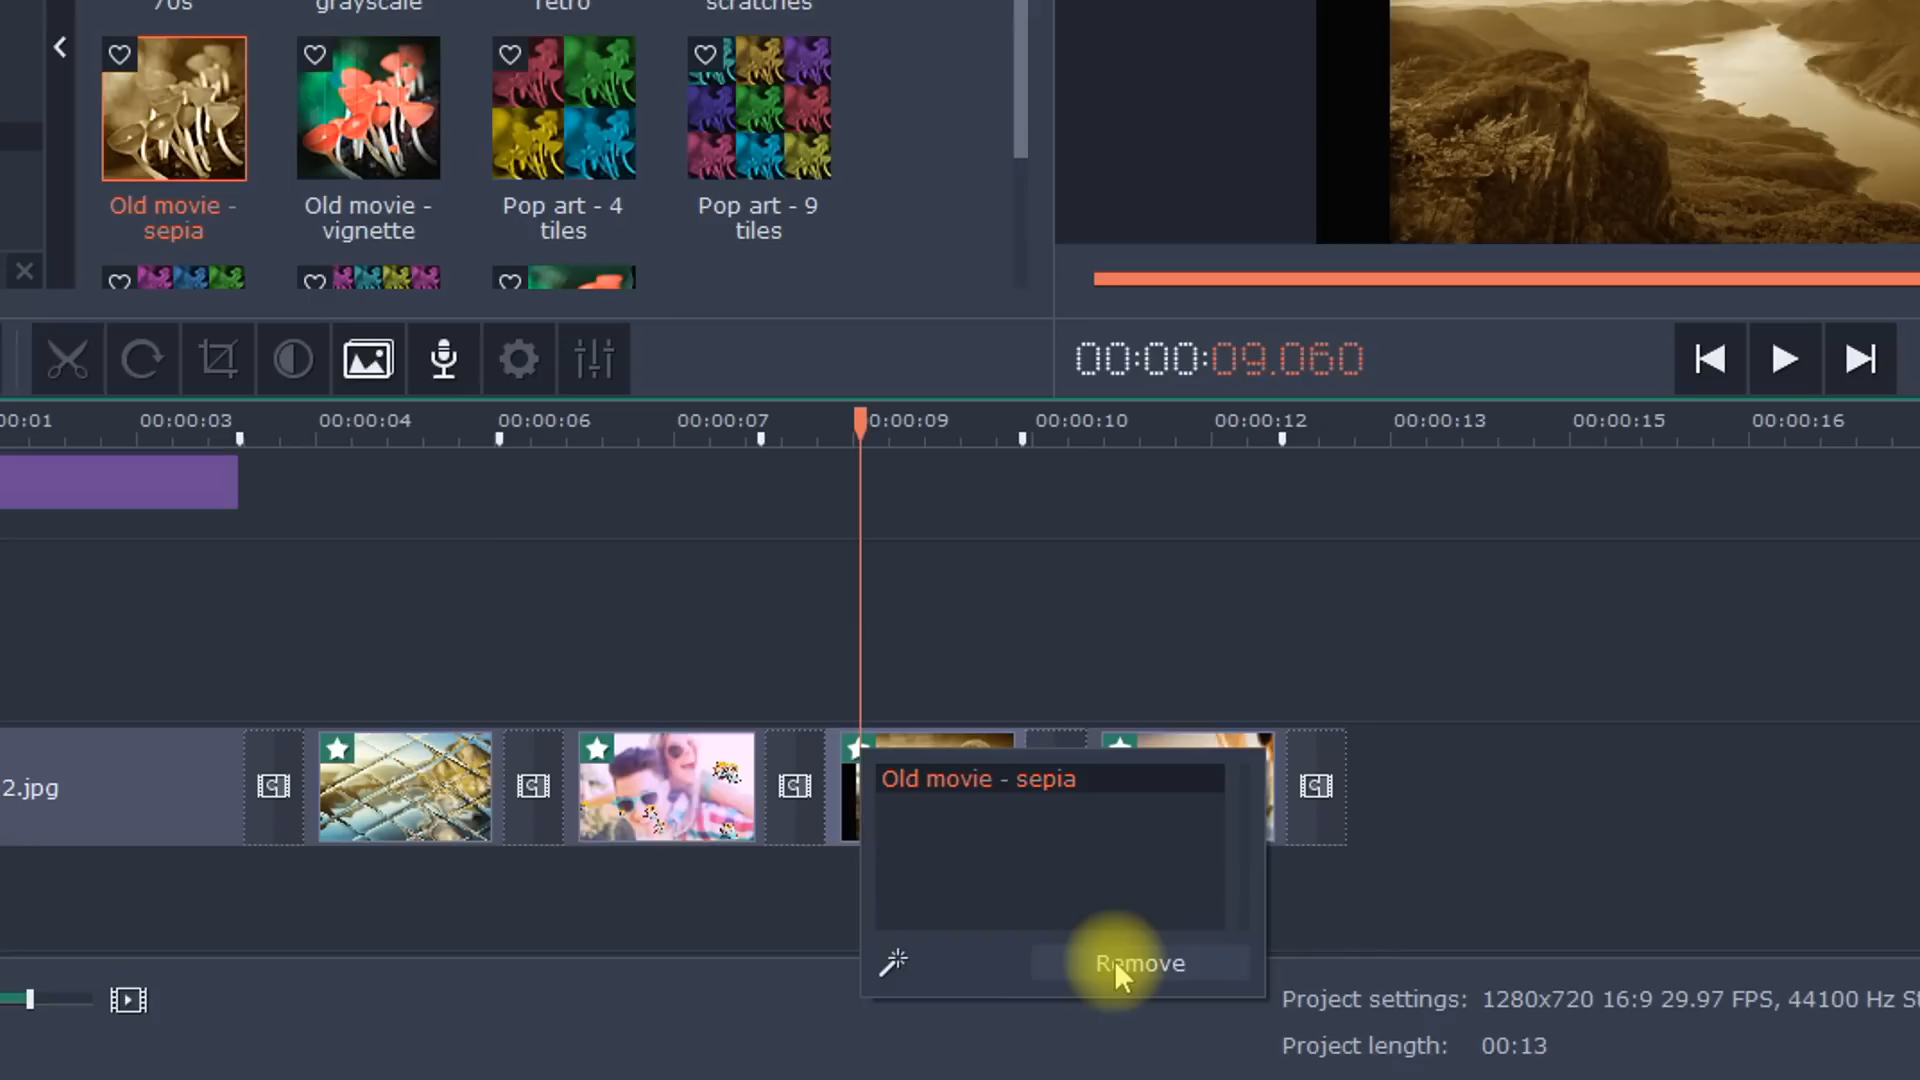 70s
grayscale
retro
scratches
Old movie -
sepia
Old movie -
vignette
Pop art - 4
tiles
Pop art - 9
tiles
00:00:09.060
00:01
00:00:03
00:00:04
00:00:06
00:00:07
0:00:09
00:00:10
00:00:12
00:00:13
00:00:15
00:00:16
2.jpg
Old movie - sepia
Remove
Project settings: 1280x720 16:9 29.97 FPS, 44100 Hz St
Project length: 00:13